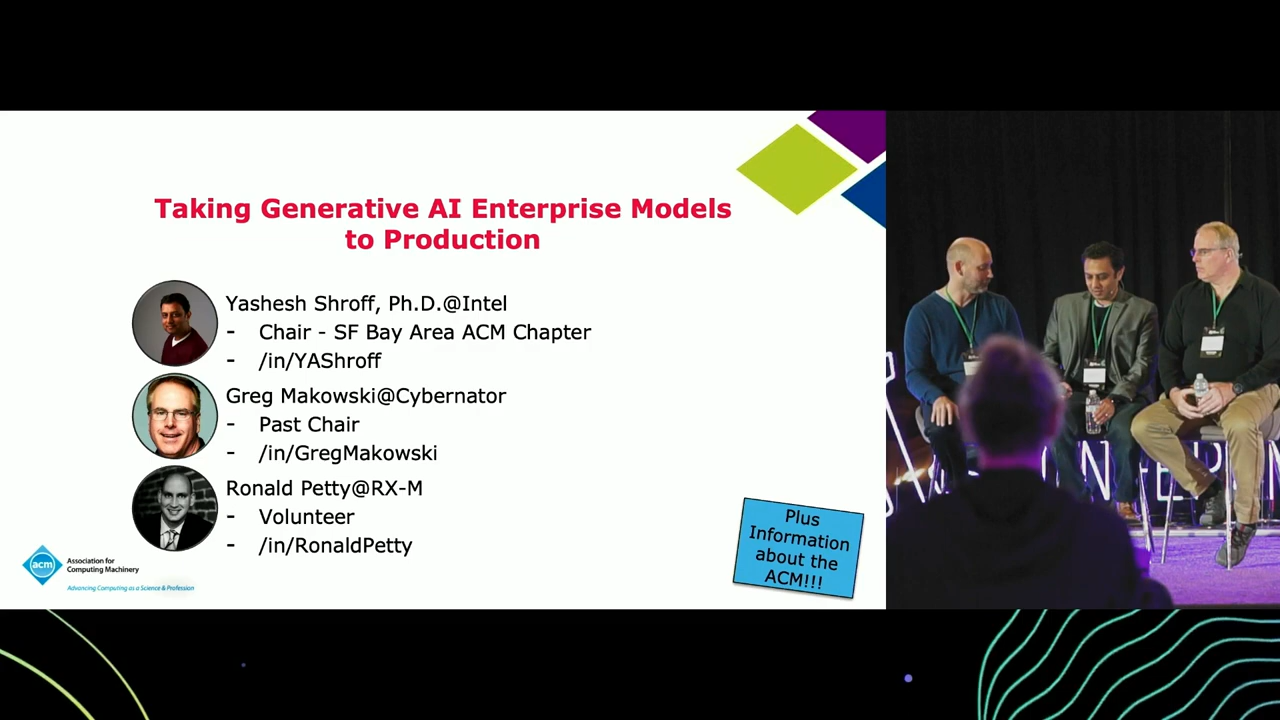 Taking Generative AI Enterprise Models
to Production
Yashesh Shroff, Ph.D.@Intel
- Chair - SF Bay Area ACM Chapter
- /in/YAShroff
Greg Makowski@Cybernator
- Past Chair
- /in/GregMakowski
Ronald Petty@RX-M
- Volunteer
- /in/RonaldPetty
Plus
Information
about the
ACM!!!
acm
Association for
Computing Machinery
Advancing Computing as a Science & Profession